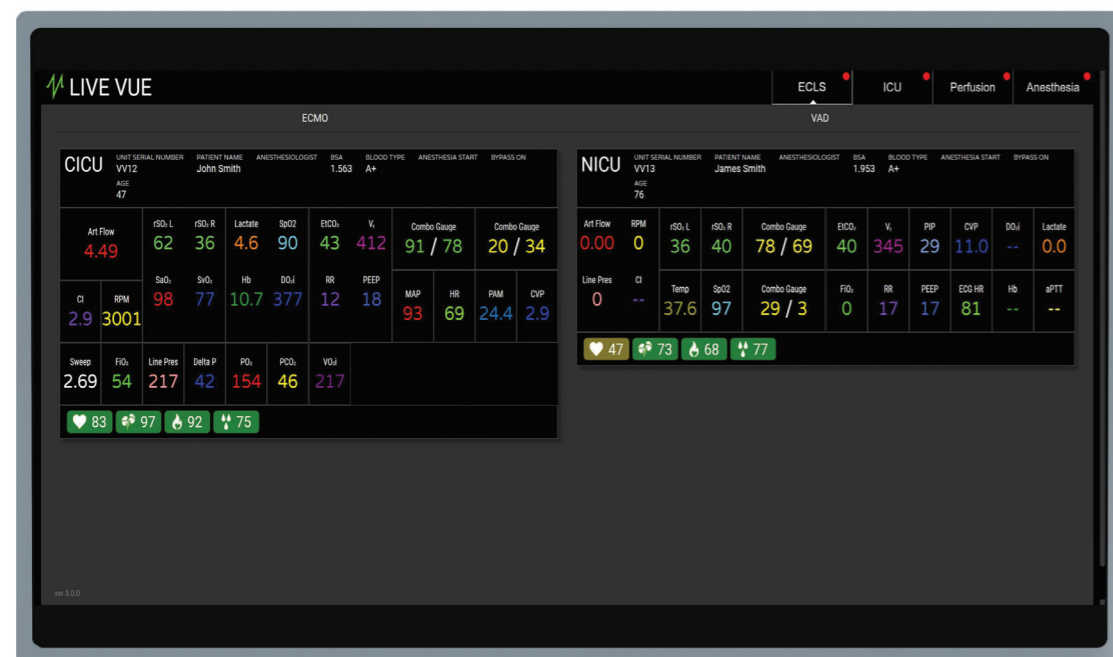 LIVE VUE
ECLS ICU Perfusion Anesthesia
ECMO VAD
CICU
UNIT SERIAL NUMBER PATIENT NAME ANESTHESIOLOGIST BSA BLOOD TYPE ANESTHESIA START BYPASS ON
VV12 John Smith 1.563 A+
AGE
47
Art Flow
4.49
rSO₂ L rSO₂ R Lactate SpO2 EtCO₂ Vₜ
62 36 4.6 90 43 412
Combo Gauge Combo Gauge
91 / 78 20 / 34
SaO₂ SvO₂ Hb DO₂i RR PEEP
98 77 10.7 377 12 18
CI RPM
2.9 3001
MAP HR PAM CVP
93 69 24.4 2.9
Sweep FiO₂ Line Pres Delta P PO₂ PCO₂ VO₂i
2.69 54 217 42 154 46 217
83 97 92 75
NICU
UNIT SERIAL NUMBER PATIENT NAME ANESTHESIOLOGIST BSA BLOOD TYPE ANESTHESIA START BYPASS ON
VV13 James Smith 1.953 A+
AGE
76
Art Flow RPM rSO₂ L rSO₂ R Combo Gauge EtCO₂ Vₜ PIP CVP DO₂i Lactate
0.00 0 36 40 78 / 69 40 345 29 11.0 -- 0.0
Line Pres CI Temp SpO2 Combo Gauge FiO₂ RR PEEP ECG HR Hb aPTT
0 -- 37.6 97 29 / 3 0 17 17 81 -- --
47 73 68 77
ver 3.0.0